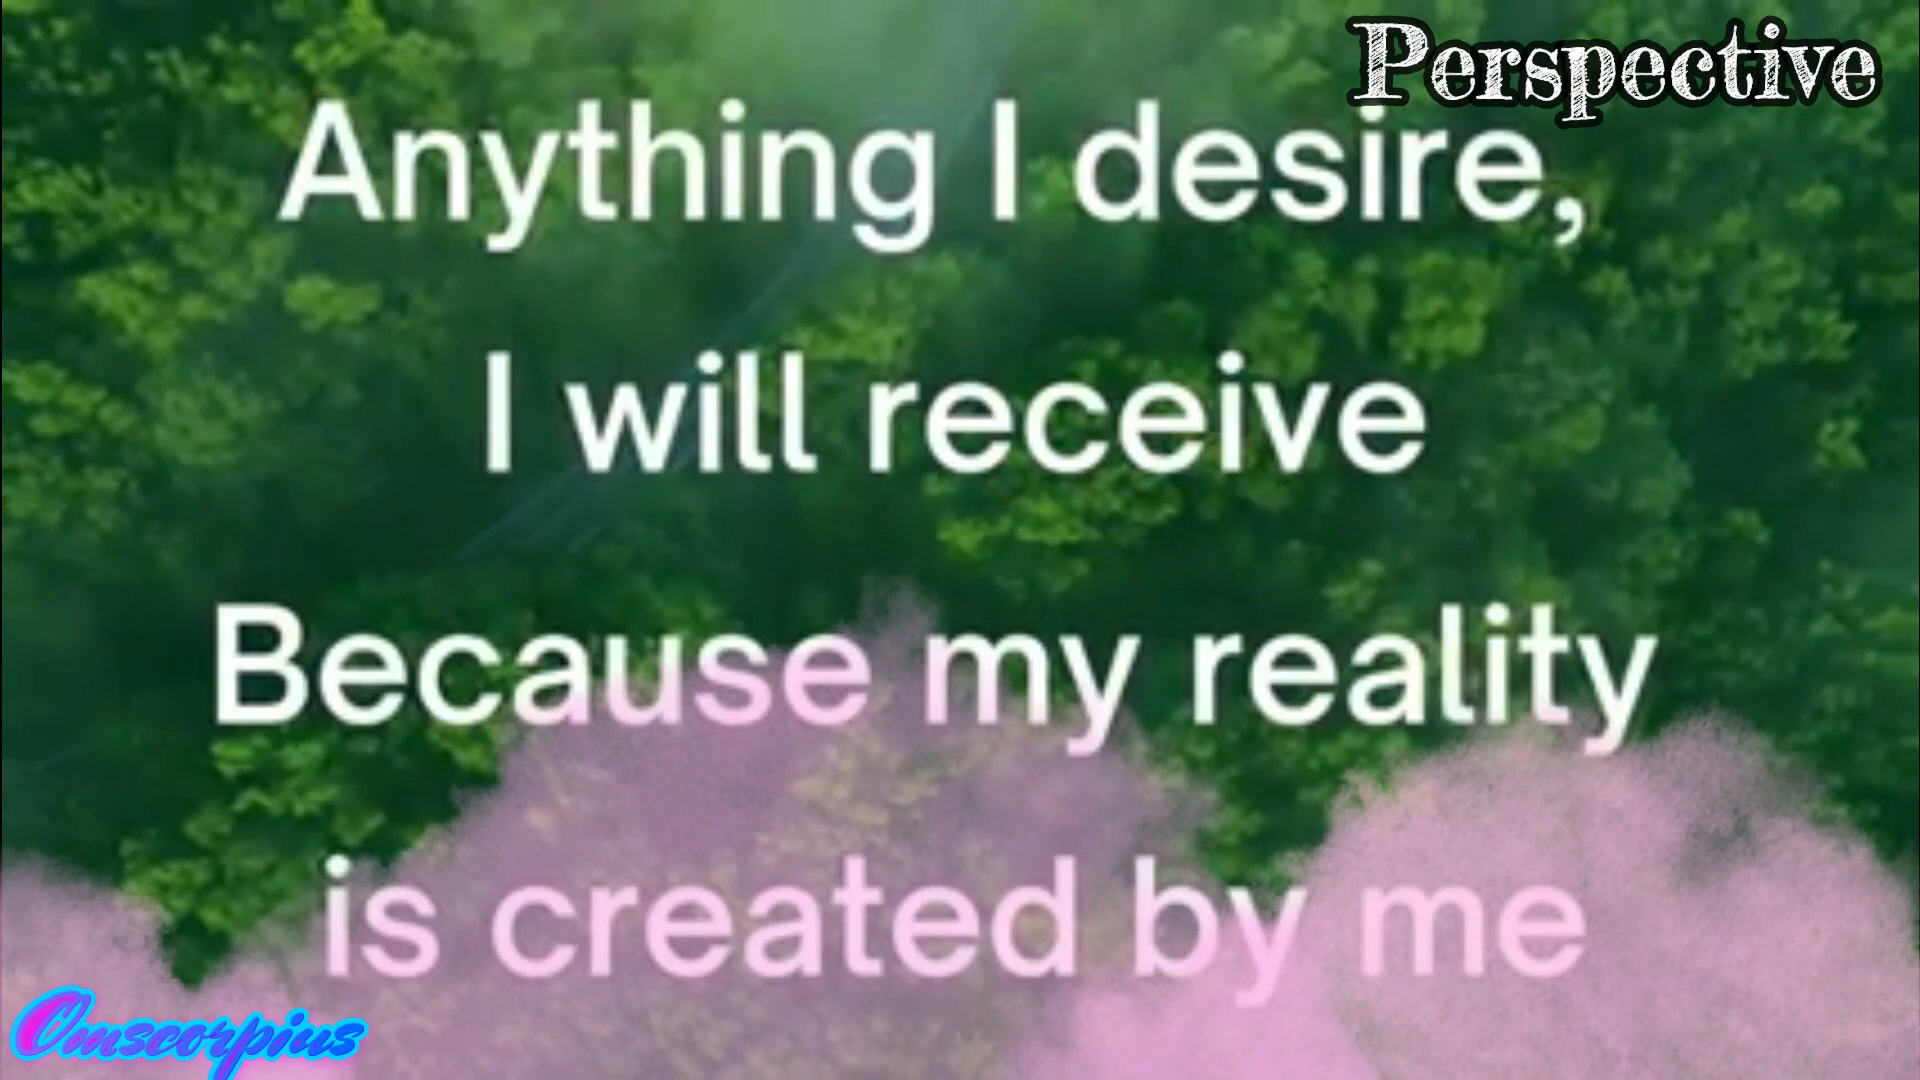 Perspective
Anything I desire,
I will receive
Because my reality
is created by me
Omscorpius